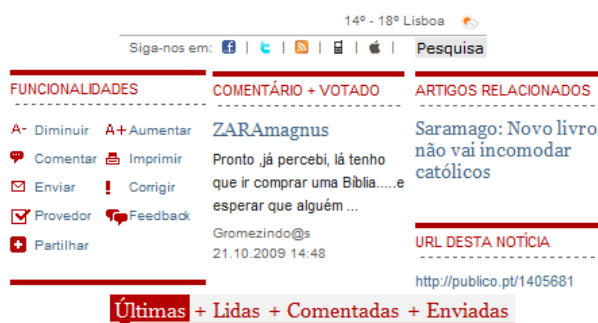 14º - 18º Lisboa
Siga-nos em: | | | | | Pesquisa
FUNCIONALIDADES
A- Diminuir A+ Aumentar
Comentar Imprimir
Enviar Corrigir
Provedor Feedback
Partilhar
COMENTÁRIO + VOTADO
ZARAmagnus
Pronto ,já percebi, lá tenho
que ir comprar uma Bíblia.....e
esperar que alguém ...
Gromezindo@s
21.10.2009 14:48
ARTIGOS RELACIONADOS
Saramago: Novo livro
não vai incomodar
católicos
URL DESTA NOTÍCIA
http://publico.pt/1405681
Últimas + Lidas + Comentadas + Enviadas